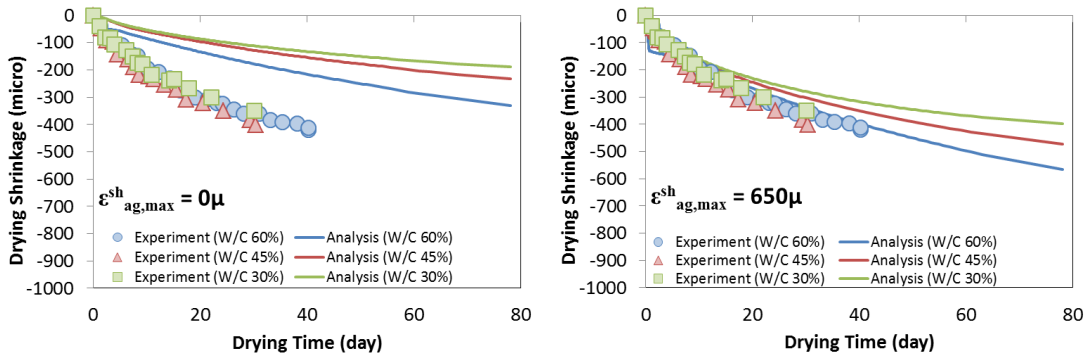 0
-100
-200
-300
-400
-500
-600
-700
-800
-900
-1000
Drying Shrinkage (micro)
ε^sh_ag,max = 0μ
Experiment (W/C 60%) Analysis (W/C 60%)
Experiment (W/C 45%) Analysis (W/C 45%)
Experiment (W/C 30%) Analysis (W/C 30%)
0 20 40 60 80
Drying Time (day)
0
-100
-200
-300
-400
-500
-600
-700
-800
-900
-1000
Drying Shrinkage (micro)
ε^sh_ag,max = 650μ
Experiment (W/C 60%) Analysis (W/C 60%)
Experiment (W/C 45%) Analysis (W/C 45%)
Experiment (W/C 30%) Analysis (W/C 30%)
0 20 40 60 80
Drying Time (day)